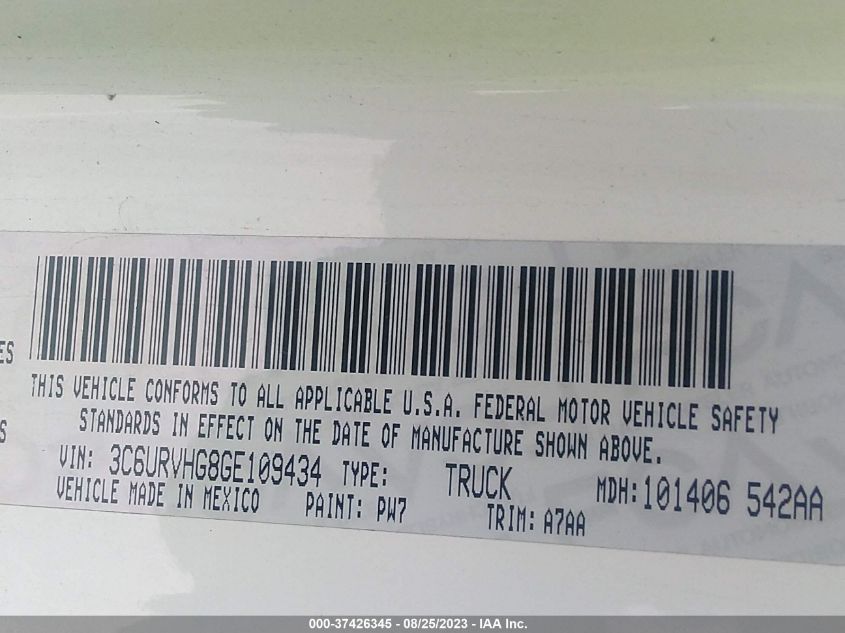 ES
THIS VEHICLE CONFORMS TO ALL APPLICABLE U.S.A. FEDERAL MOTOR VEHICLE SAFETY
S
STANDARDS IN EFFECT ON THE DATE OF MANUFACTURE SHOWN ABOVE.
VIN: 3C6URVHG8GE109434 TYPE: TRUCK MDH:101406 542AA
VEHICLE MADE IN MEXICO PAINT: PW7 TRIM: A7AA
000-37426345 - 08/25/2023 - IAA Inc.